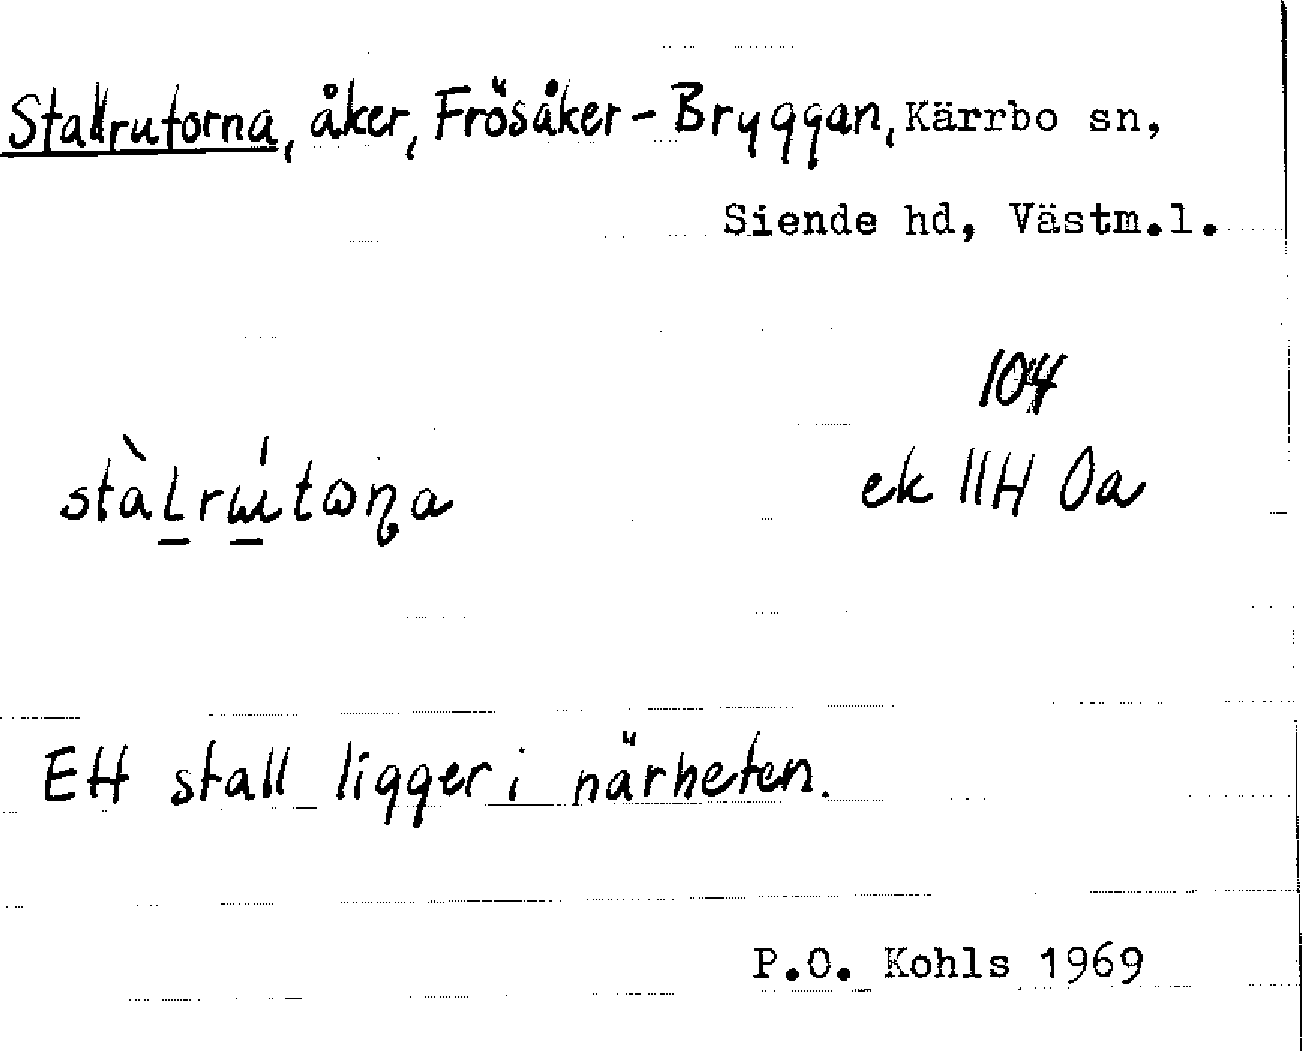 Stallrutorna, åker, Frösåker - Bryggan, Kärrbo sn,
Siende hd, Västm.l.
104
ek 11H 0a
Ett stall ligger i närheten.
P.O. Kohls 1969